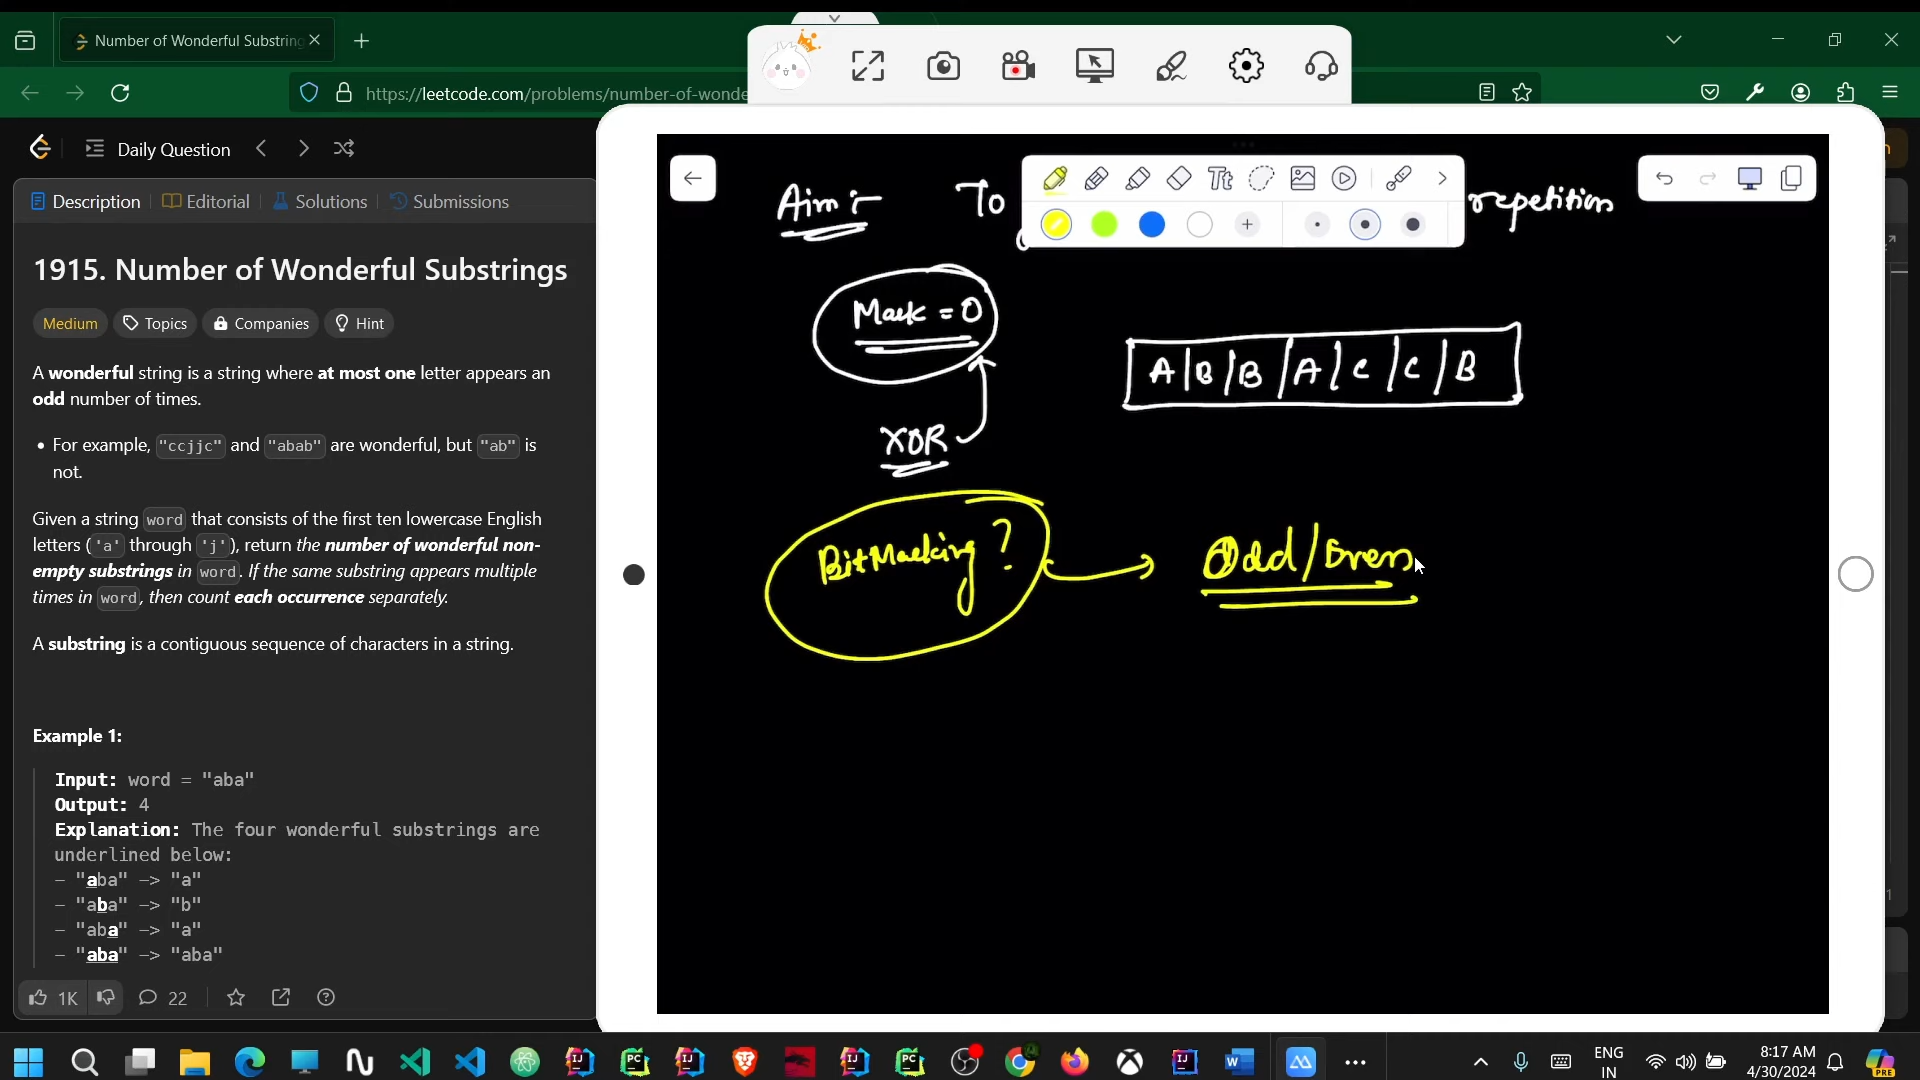 Number of Wonderful Substring
https://leetcode.com/problems/number-of-wonde
Daily Question
Description
Editorial
Solutions
Submissions
1915. Number of Wonderful Substrings
Medium
Topics
Companies
Hint
A wonderful string is a string where at most one letter appears an
odd number of times.
• For example, "ccjjc" and "abab" are wonderful, but "ab" is
not.
Given a string word that consists of the first ten lowercase English
letters ('a' through 'j'), return the number of wonderful non-
empty substrings in word. If the same substring appears multiple
times in word, then count each occurrence separately.
A substring is a contiguous sequence of characters in a string.
Example 1:
Input: word = "aba"
Output: 4
Explanation: The four wonderful substrings are
underlined below:
- "aba" -> "a"
- "aba" -> "b"
- "aba" -> "a"
- "aba" -> "aba"
1K
22
Aim :- To
repetition
Tt
Mask = 0
A|B|B|A|C|C|B
XOR
BitMasking ?
Odd/Even
ENG
IN
8:17 AM
4/30/2024